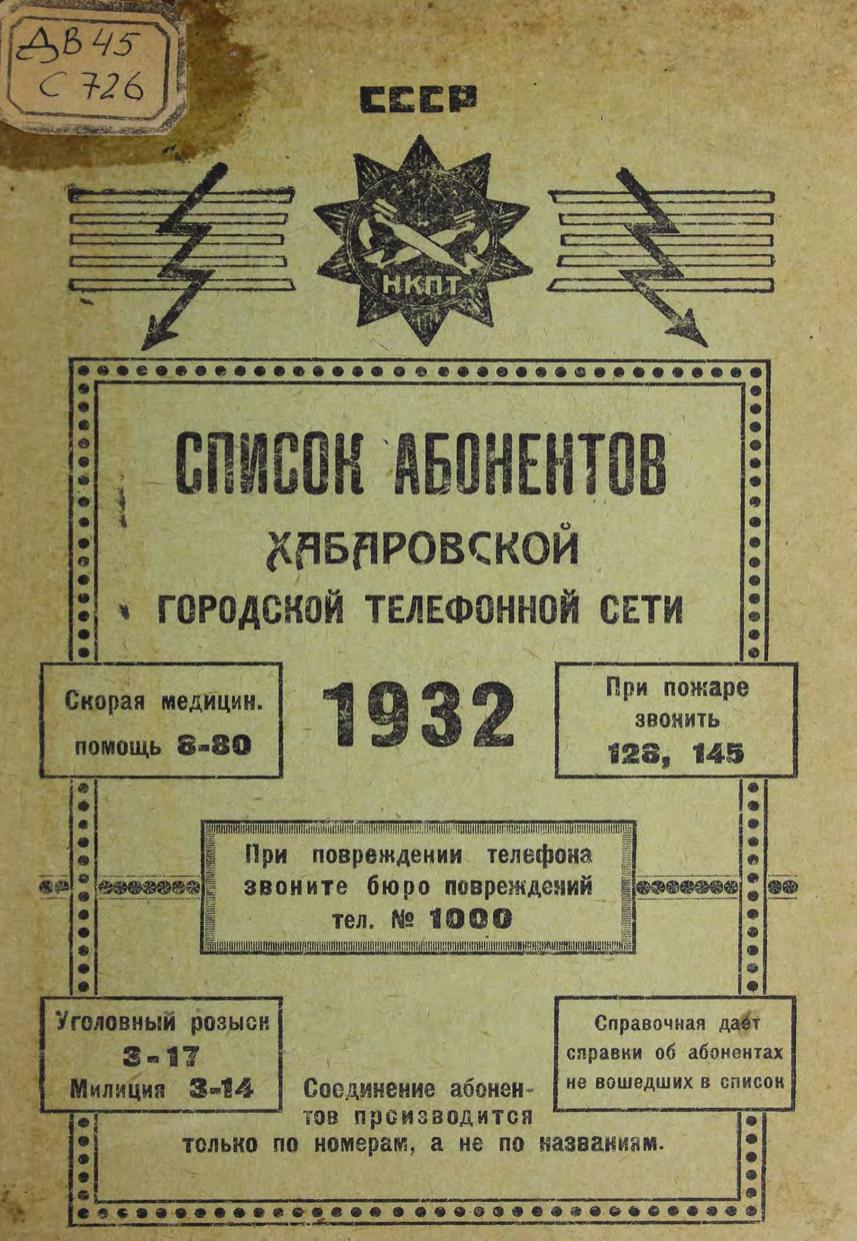 ДВ 45
С 726
СССР
НКПТ
СПИСОК АБОНЕНТОВ
ХАБАРОВСКОЙ
ГОРОДСКОЙ ТЕЛЕФОННОЙ СЕТИ
1932
Скорая медицин.
помощь 8-80
При пожаре
звонить
128, 145
При повреждении телефона
звоните бюро повреждений
тел. № 1000
Уголовный розыск
3-17
Милиция 3-14
Справочная дает
справки об абонентах
не вошедших в список
Соединение абонен-
тов производится
только по номерам, а не по названиям.